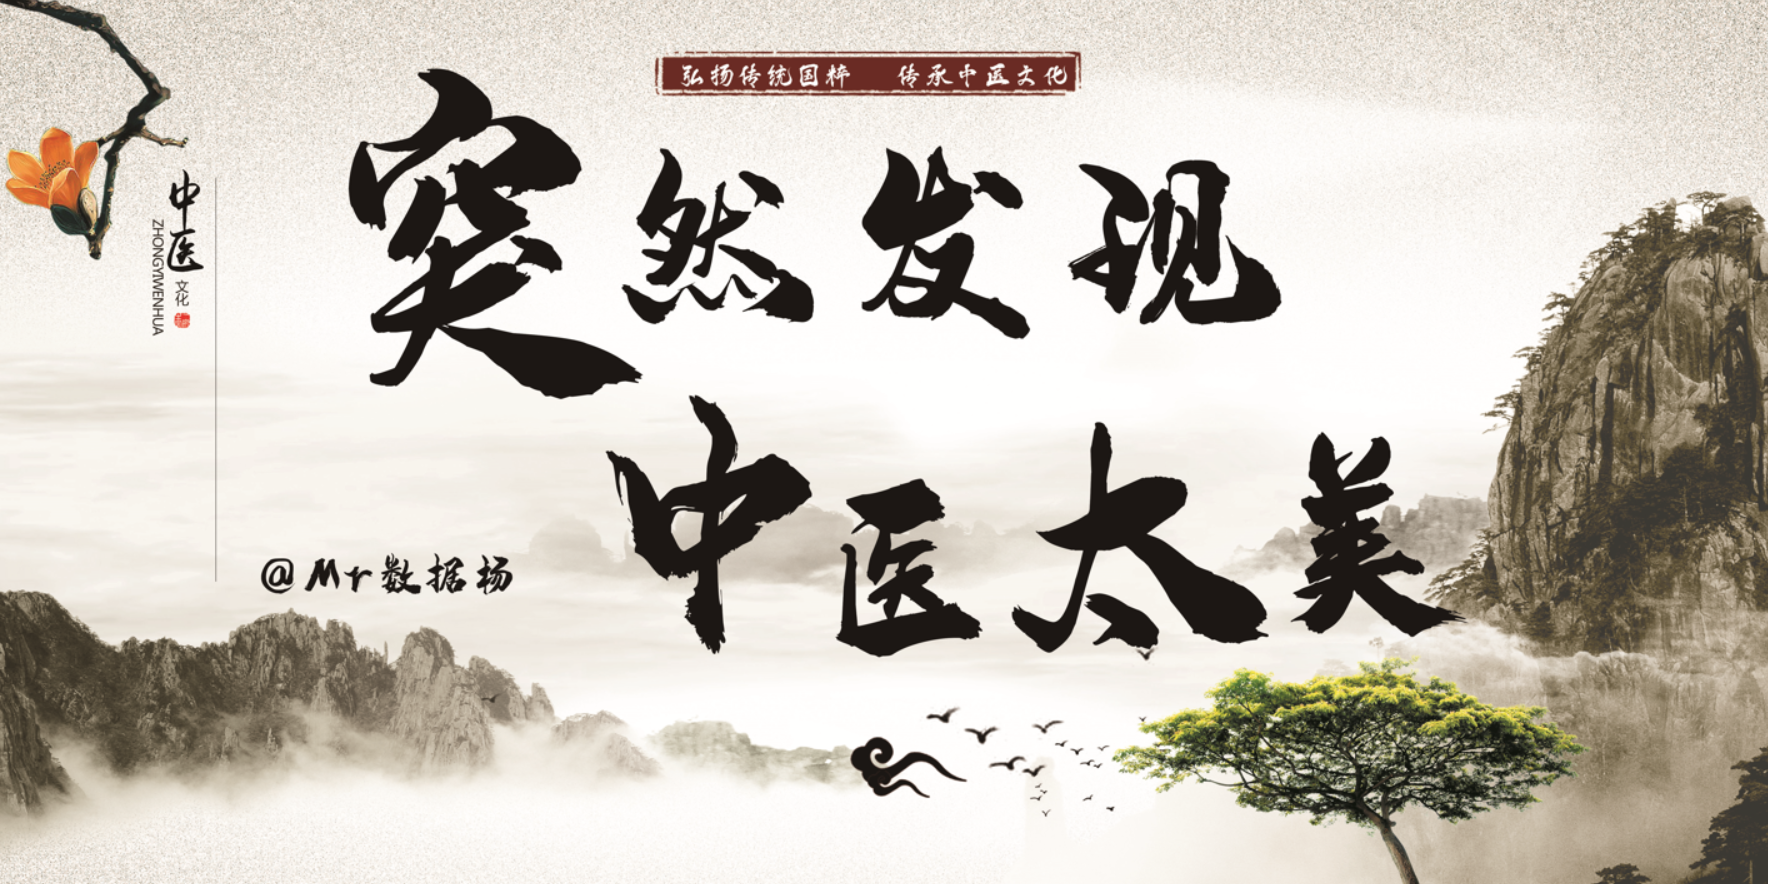 弘扬传统国粹 传承中医文化
突然发现
中医太美
中医
文化
ZHONGYIWENHUA
@Mr数据杨